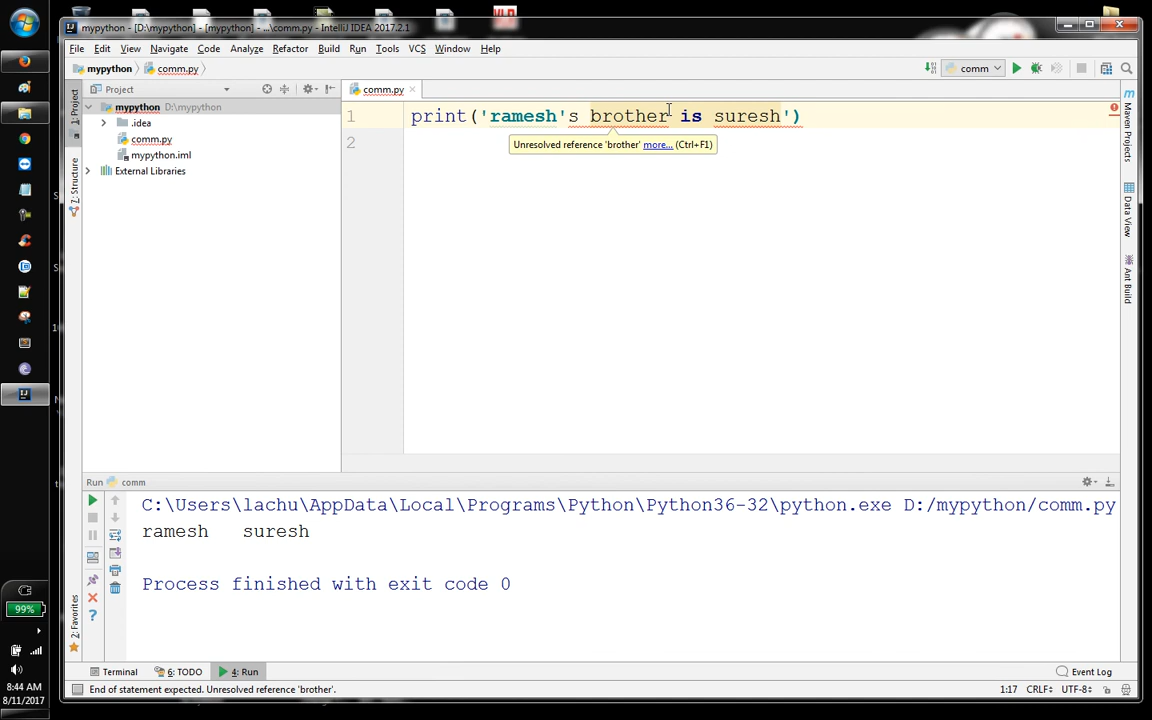 mypython - [D:\mypython] - [mypython] - ...\comm.py - IntelliJ IDEA 2017.2.1
File Edit View Navigate Code Analyze Refactor Build Run Tools VCS Window Help
mypython comm.py comm
Project comm.py
1: Project
mypython D:\mypython
.idea
comm.py
mypython.iml
External Libraries
7: Structure
1 print('ramesh's brother is suresh')
Unresolved reference 'brother' more... (Ctrl+F1)
2
Maven Projects
Data View
Ant Build
Run comm
C:\Users\lachu\AppData\Local\Programs\Python\Python36-32\python.exe D:/mypython/comm.py
ramesh   suresh
Process finished with exit code 0
2: Favorites
Terminal 6: TODO 4: Run Event Log
End of statement expected. Unresolved reference 'brother'. 1:17 CRLF UTF-8
99%
8:44 AM
8/11/2017